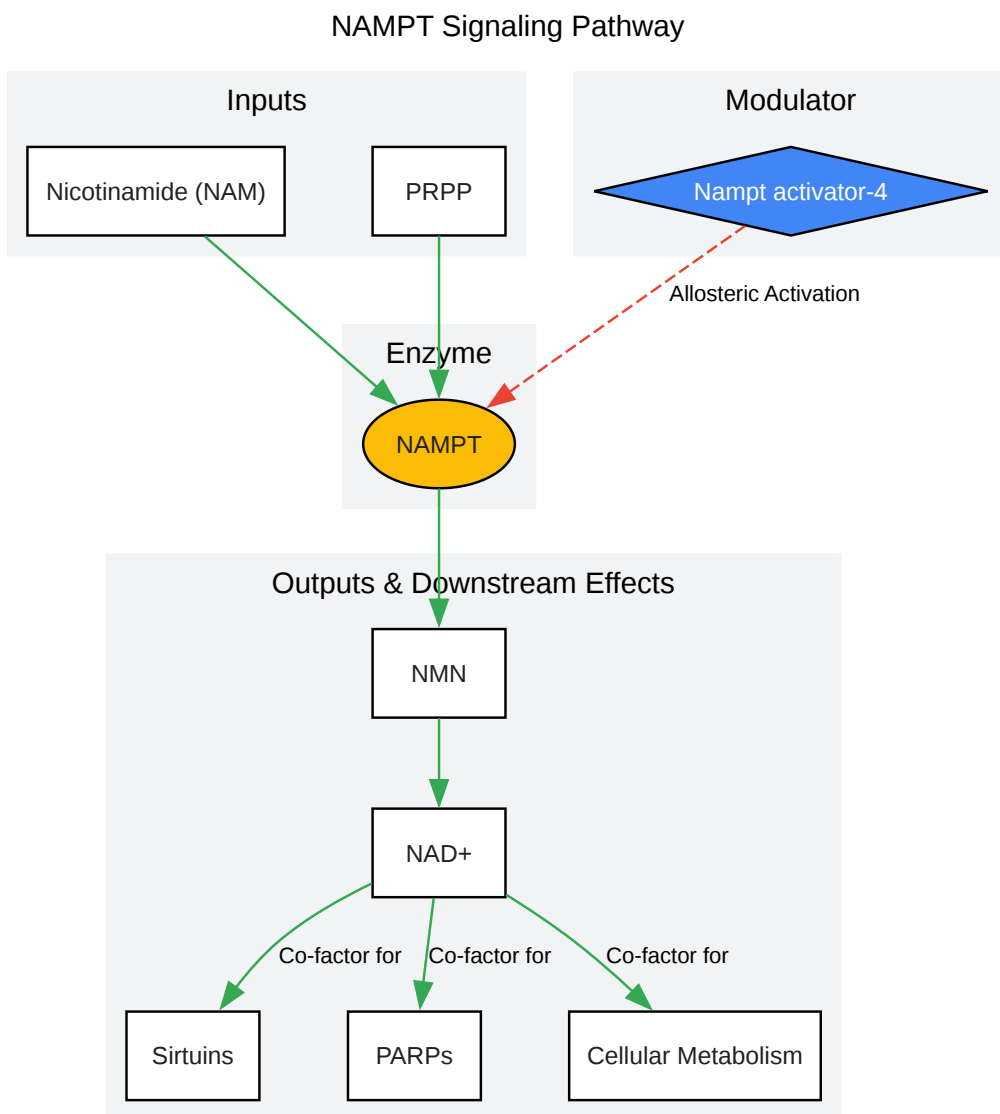 NAMPT Signaling Pathway
Inputs
Modulator
Nicotinamide (NAM)
PRPP
Nampt activator-4
Allosteric Activation
Enzyme
NAMPT
Outputs & Downstream Effects
NMN
NAD+
Co-factor for
Co-factor for
Co-factor for
Sirtuins
PARPs
Cellular Metabolism